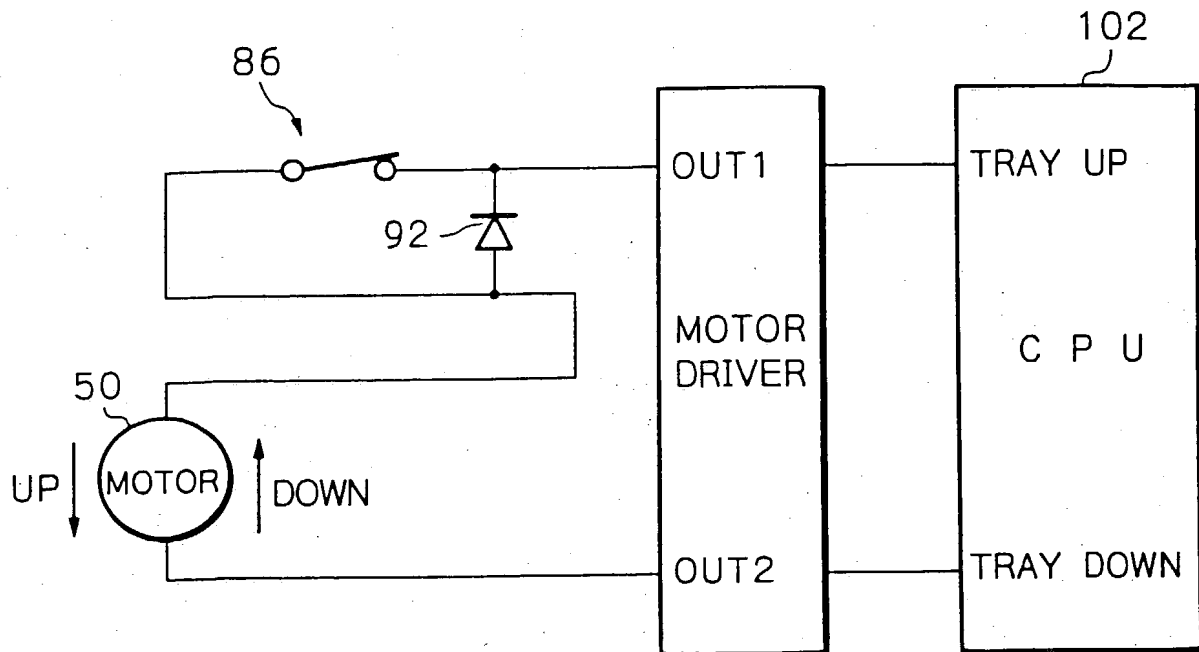 102
86
OUT1
TRAY UP
92
MOTOR
DRIVER
C P U
50
UP
MOTOR
DOWN
OUT2
TRAY DOWN